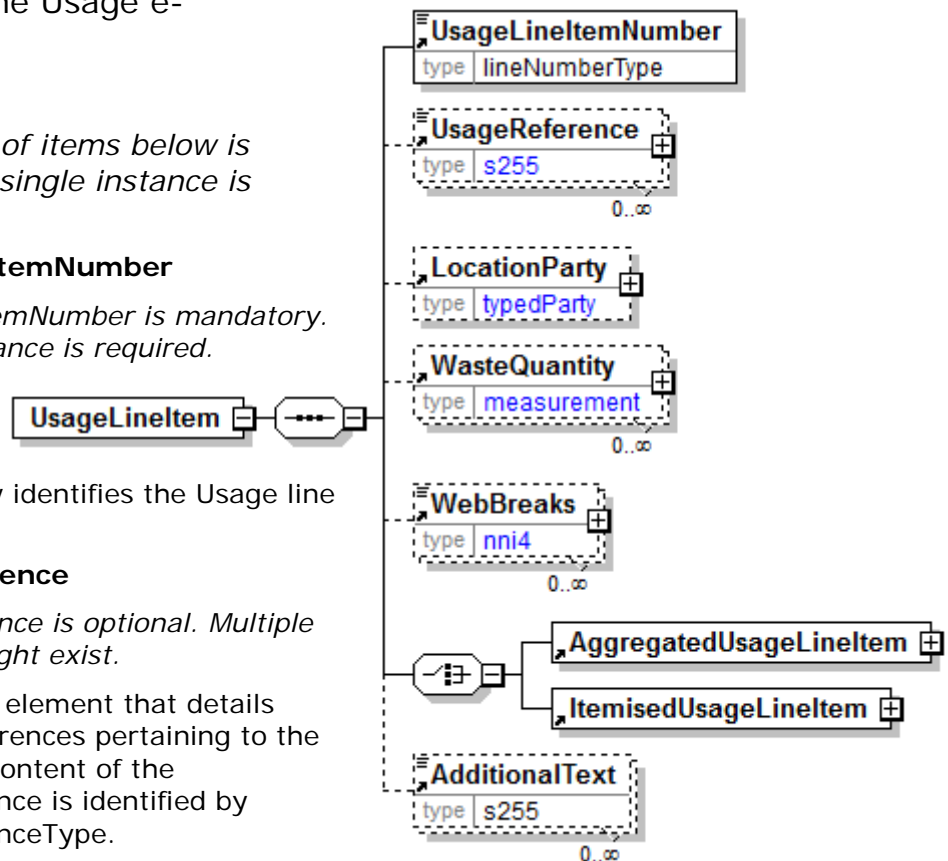 ne Usage e-
of items below is
single instance is
temNumber
emNumber is mandatory.
ance is required.
y identifies the Usage line
ence
nce is optional. Multiple
ght exist.
element that details
rences pertaining to the
ontent of the
nce is identified by
nceType.
UsageLineItem
UsageLineItemNumber
type lineNumberType
UsageReference
type s255
0..∞
LocationParty
type typedParty
WasteQuantity
type measurement
0..∞
WebBreaks
type nni4
0..∞
AggregatedUsageLineItem
ItemisedUsageLineItem
AdditionalText
type s255
0..∞